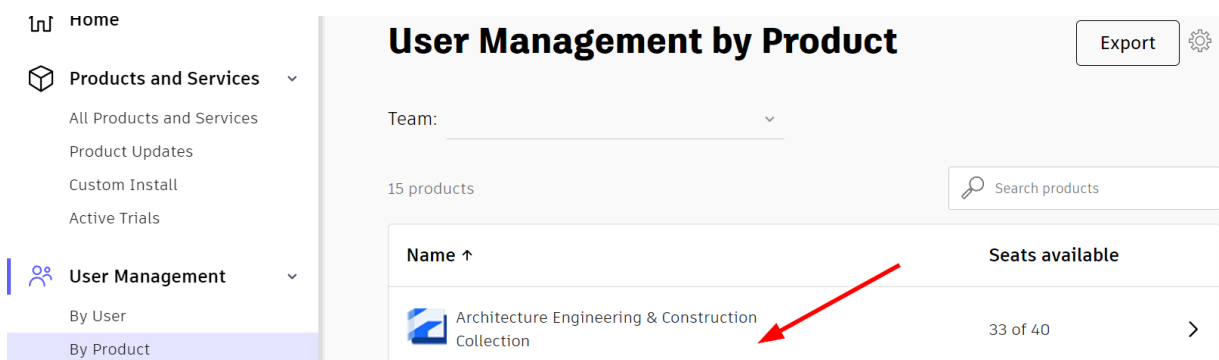 Home
Products and Services
All Products and Services
Product Updates
Custom Install
Active Trials
User Management
By User
By Product
User Management by Product
Export
Team:
15 products
Search products
Name ↑
Seats available
Architecture Engineering & Construction
Collection
33 of 40